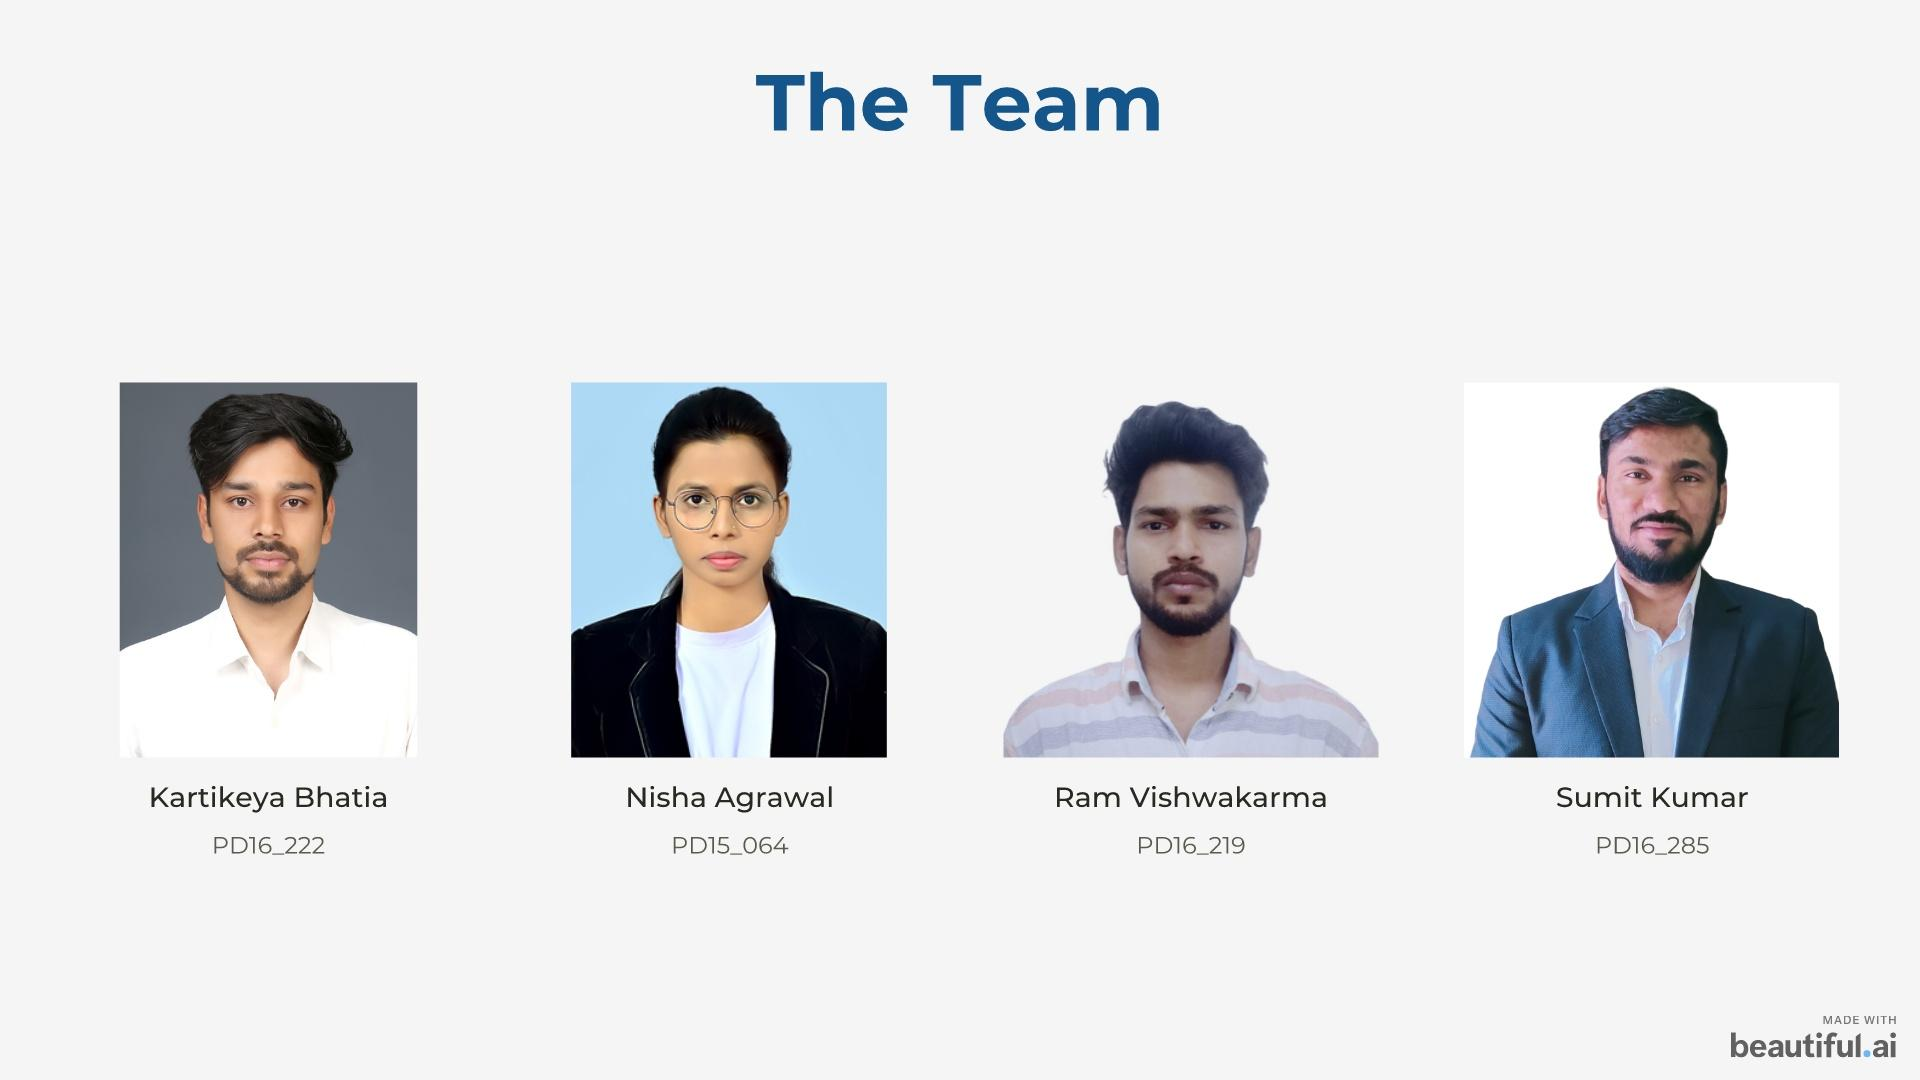 The Team
Kartikeya Bhatia
PD16_222
Nisha Agrawal
PD15_064
Ram Vishwakarma
PD16_219
Sumit Kumar
PD16_285
MADE WITH
beautiful.ai